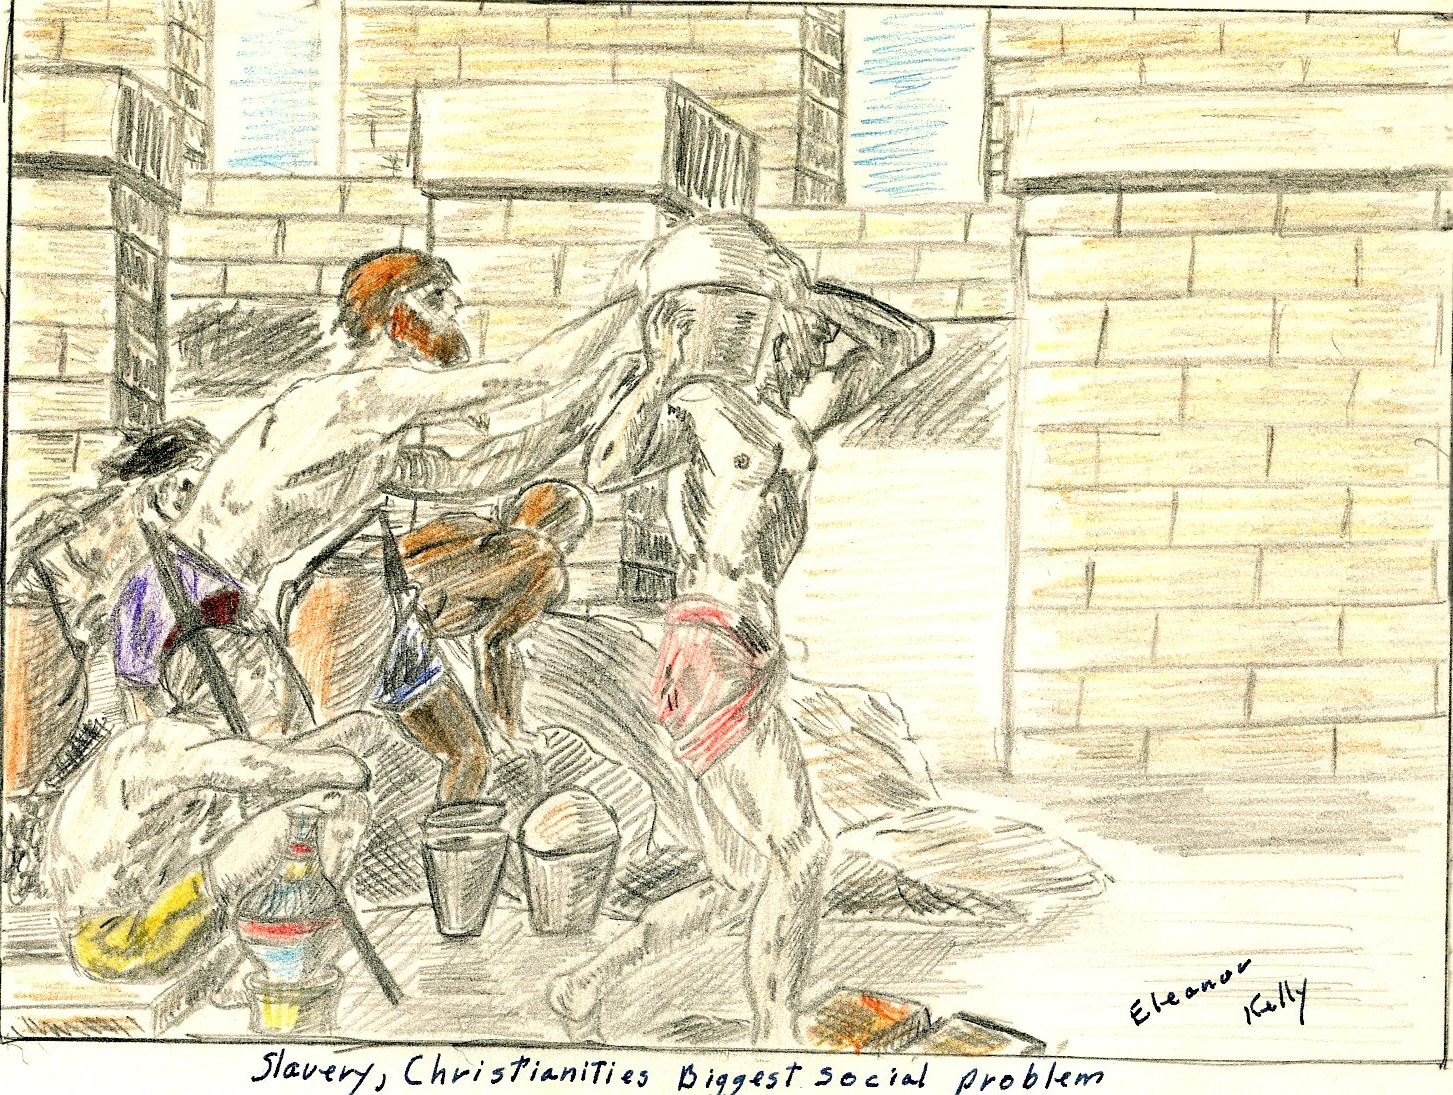 Eleanor
Kelly
Slavery, Christianities Biggest social problem